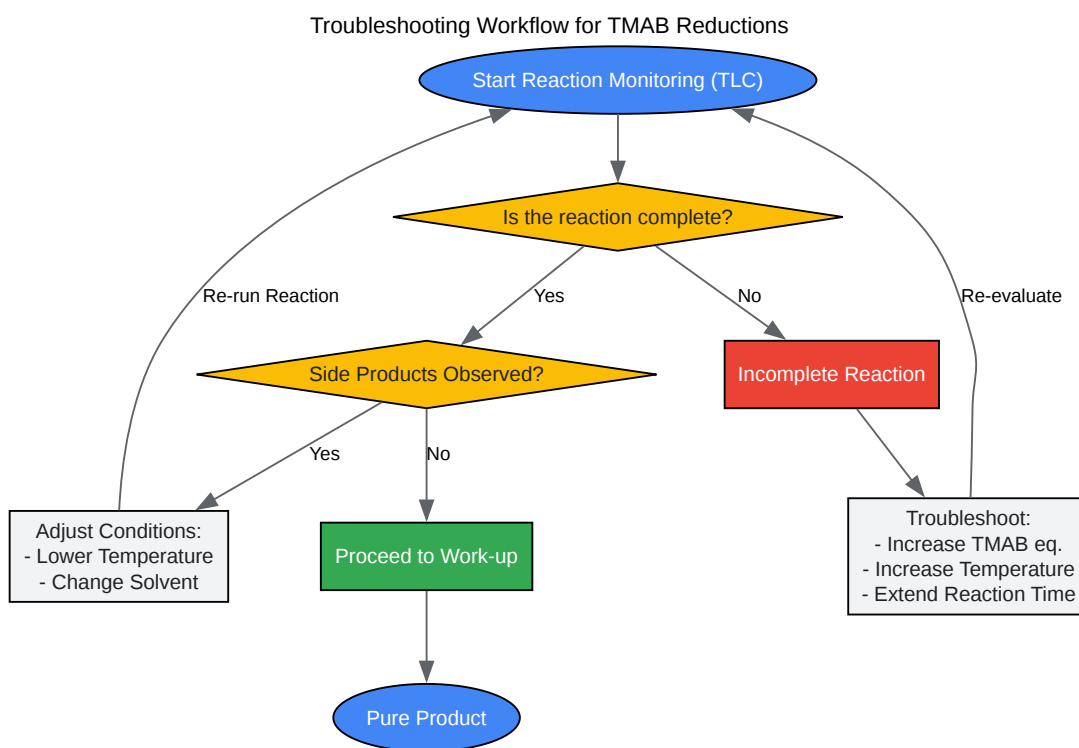 Troubleshooting Workflow for TMAB Reductions
Start Reaction Monitoring (TLC)
Is the reaction complete?
Re-run Reaction
Yes
No
Re-evaluate
Side Products Observed?
Incomplete Reaction
Yes
No
Adjust Conditions:
- Lower Temperature
- Change Solvent
Proceed to Work-up
Troubleshoot:
- Increase TMAB eq.
- Increase Temperature
- Extend Reaction Time
Pure Product